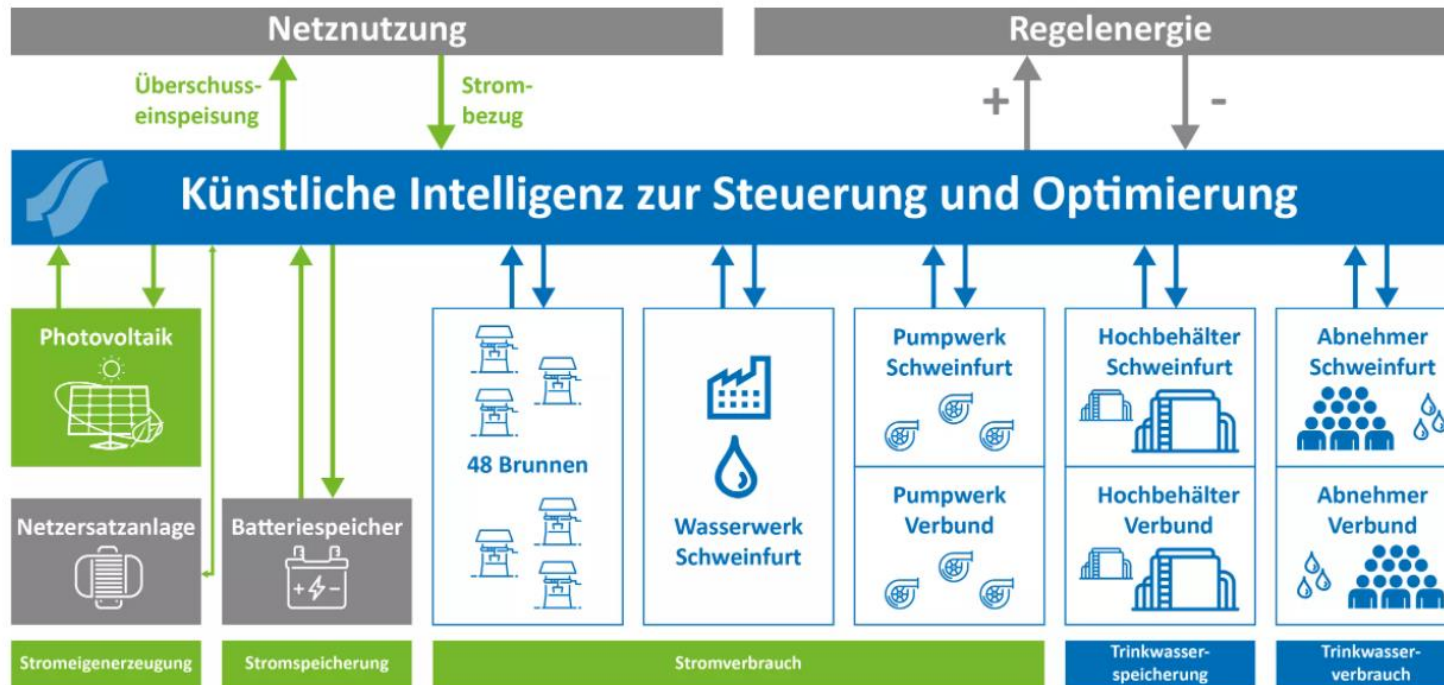 Netznutzung
Regelenergie
Überschuss-
einspeisung
Strom-
bezug
+
-
Künstliche Intelligenz zur Steuerung und Optimierung
Photovoltaik
Netzersatzanlage
Batteriespeicher
+ -
48 Brunnen
Wasserwerk
Schweinfurt
Pumpwerk
Schweinfurt
Pumpwerk
Verbund
Hochbehälter
Schweinfurt
Hochbehälter
Verbund
Abnehmer
Schweinfurt
Abnehmer
Verbund
Stromeigenerzeugung
Stromspeicherung
Stromverbrauch
Trinkwasser-
speicherung
Trinkwasser-
verbrauch